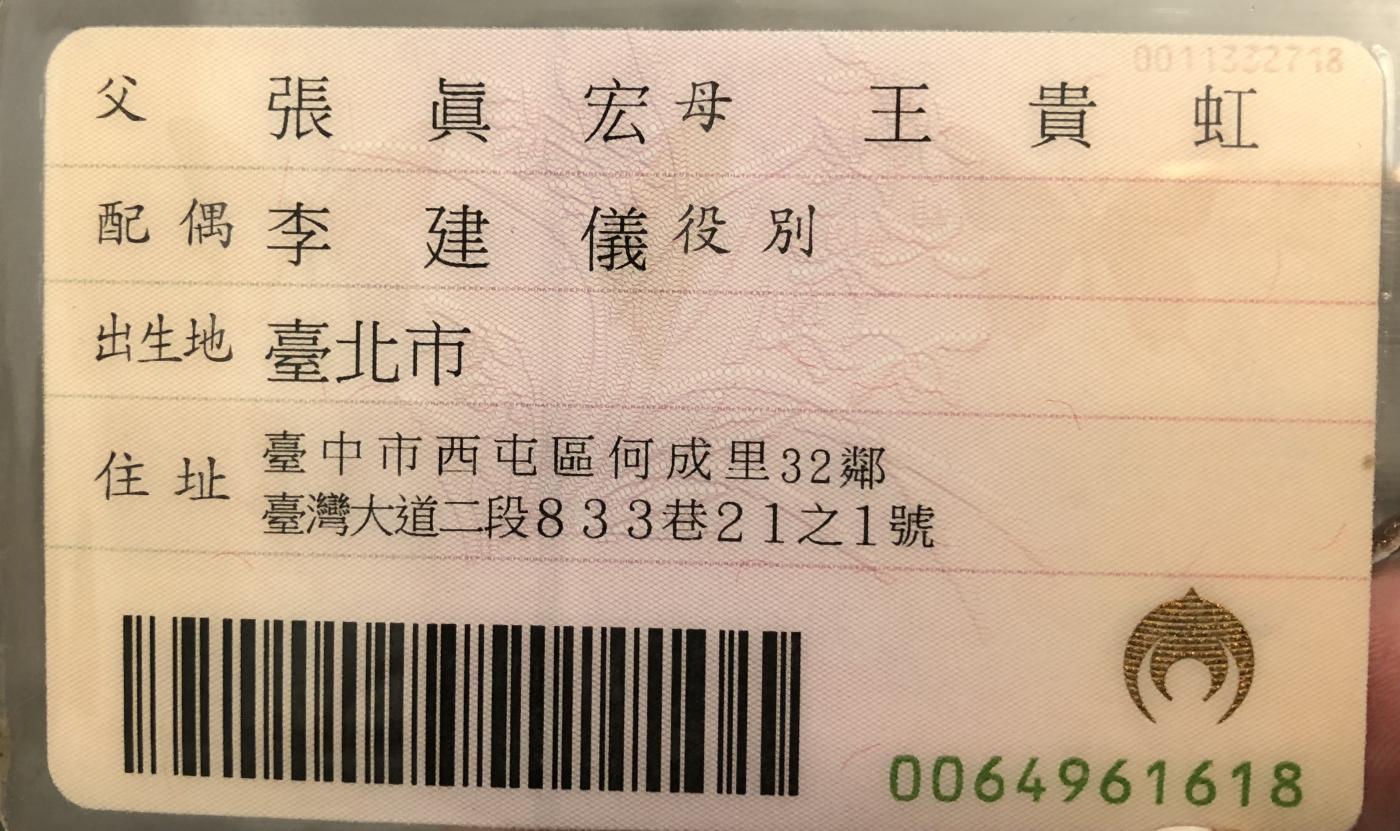 0011332718
父 張眞宏 母 王貴虹
配偶 李建儀 役別
出生地 臺北市
住址 臺中市西屯區何成里32鄰
臺灣大道二段833巷21之1號
0064961618